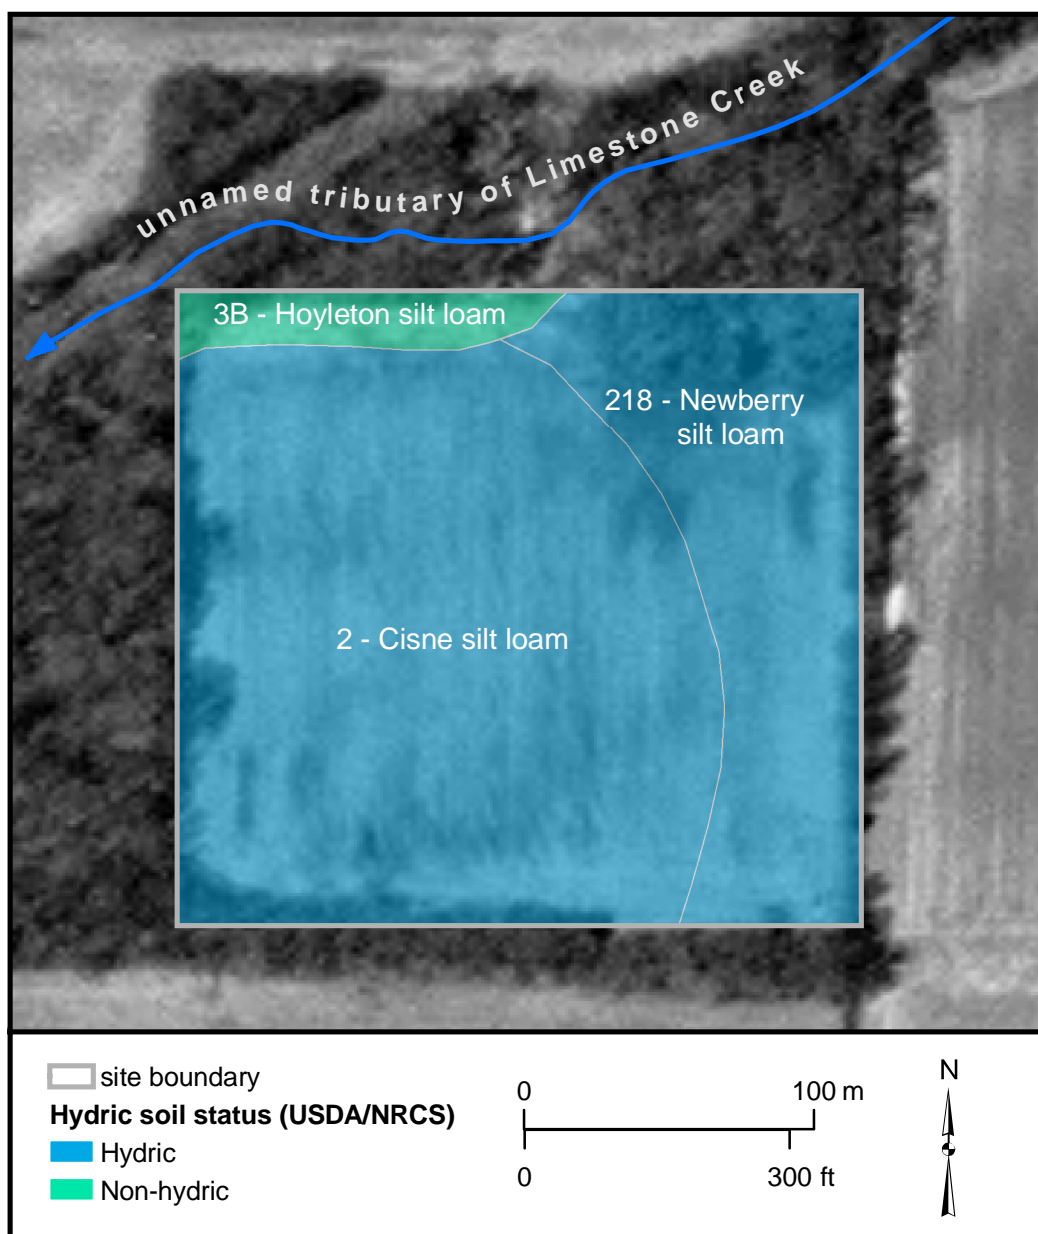 unnamed tributary of Limestone Creek
3B - Hoyleton silt loam
218 - Newberry
silt loam
2 - Cisne silt loam
site boundary
Hydric soil status (USDA/NRCS)
Hydric
Non-hydric
0 100 m
0 300 ft
N